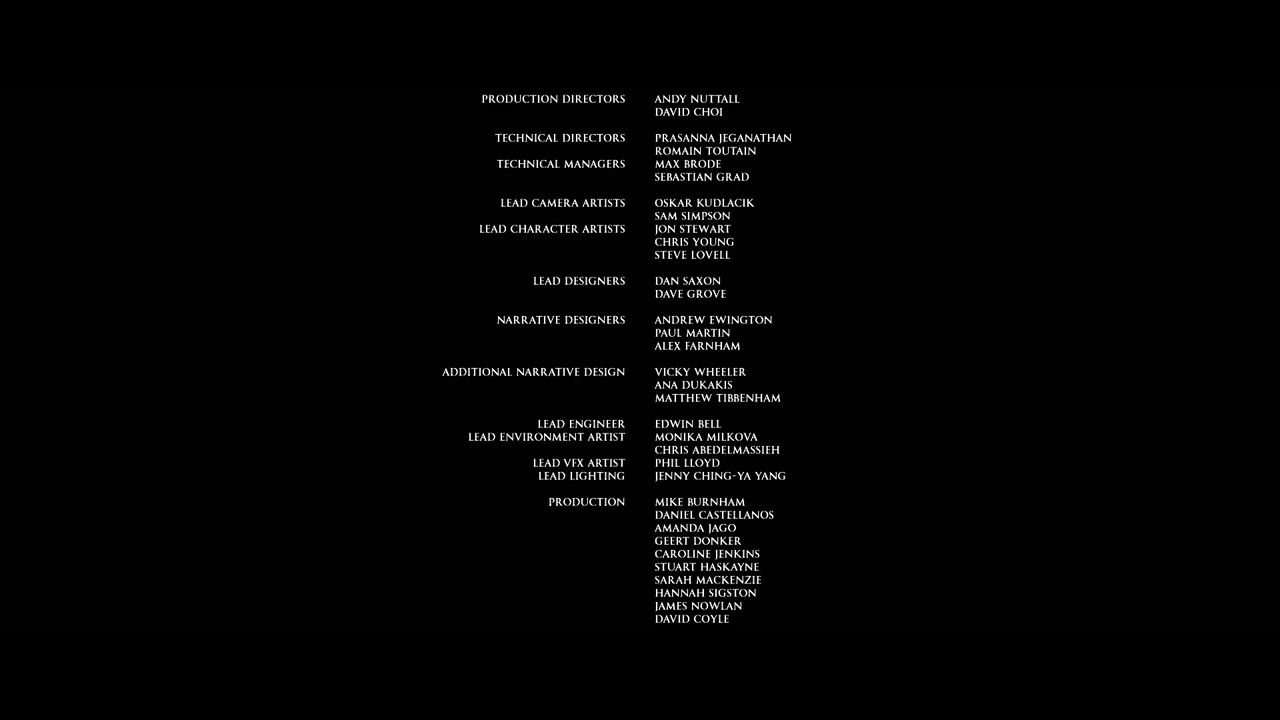 PRODUCTION DIRECTORS ANDY NUTTALL
DAVID CHOI
TECHNICAL DIRECTORS PRASANNA JEGANATHAN
ROMAIN TOUTAIN
TECHNICAL MANAGERS MAX BRODE
SEBASTIAN GRAD
LEAD CAMERA ARTISTS OSKAR KUDLACIK
SAM SIMPSON
LEAD CHARACTER ARTISTS JON STEWART
CHRIS YOUNG
STEVE LOVELL
LEAD DESIGNERS DAN SAXON
DAVE GROVE
NARRATIVE DESIGNERS ANDREW EWINGTON
PAUL MARTIN
ALEX FARNHAM
ADDITIONAL NARRATIVE DESIGN VICKY WHEELER
ANA DUKAKIS
MATTHEW TIBBENHAM
LEAD ENGINEER EDWIN BELL
LEAD ENVIRONMENT ARTIST MONIKA MILKOVA
CHRIS ABEDELMASSIEH
LEAD VFX ARTIST PHIL LLOYD
LEAD LIGHTING JENNY CHING-YA YANG
PRODUCTION MIKE BURNHAM
DANIEL CASTELLANOS
AMANDA JAGO
GEERT DONKER
CAROLINE JENKINS
STUART HASKAYNE
SARAH MACKENZIE
HANNAH SIGSTON
JAMES NOWLAN
DAVID COYLE